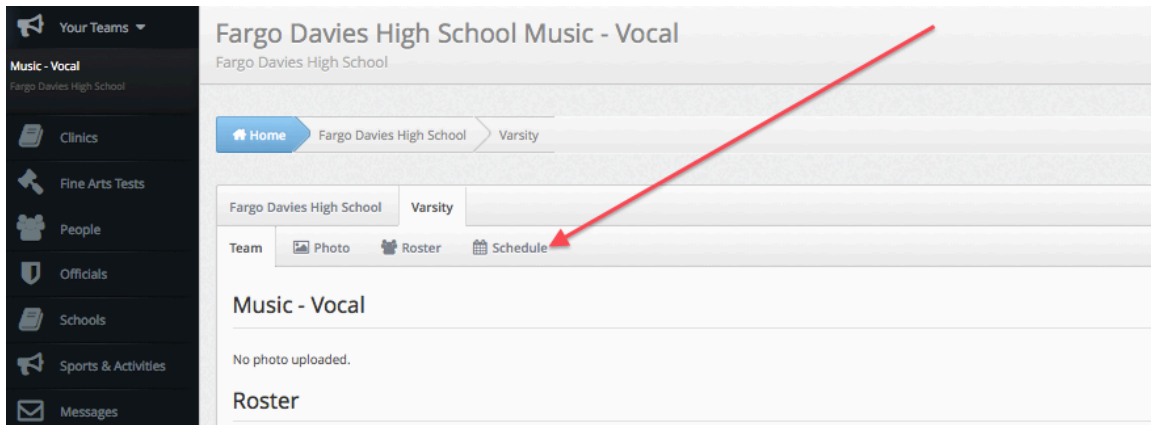 Your Teams
Music - Vocal
Fargo Davies High School
Clinics
Fine Arts Tests
People
Officials
Schools
Sports & Activities
Messages
Fargo Davies High School Music - Vocal
Fargo Davies High School
Home Fargo Davies High School Varsity
Fargo Davies High School Varsity
Team Photo Roster Schedule
Music - Vocal
No photo uploaded.
Roster